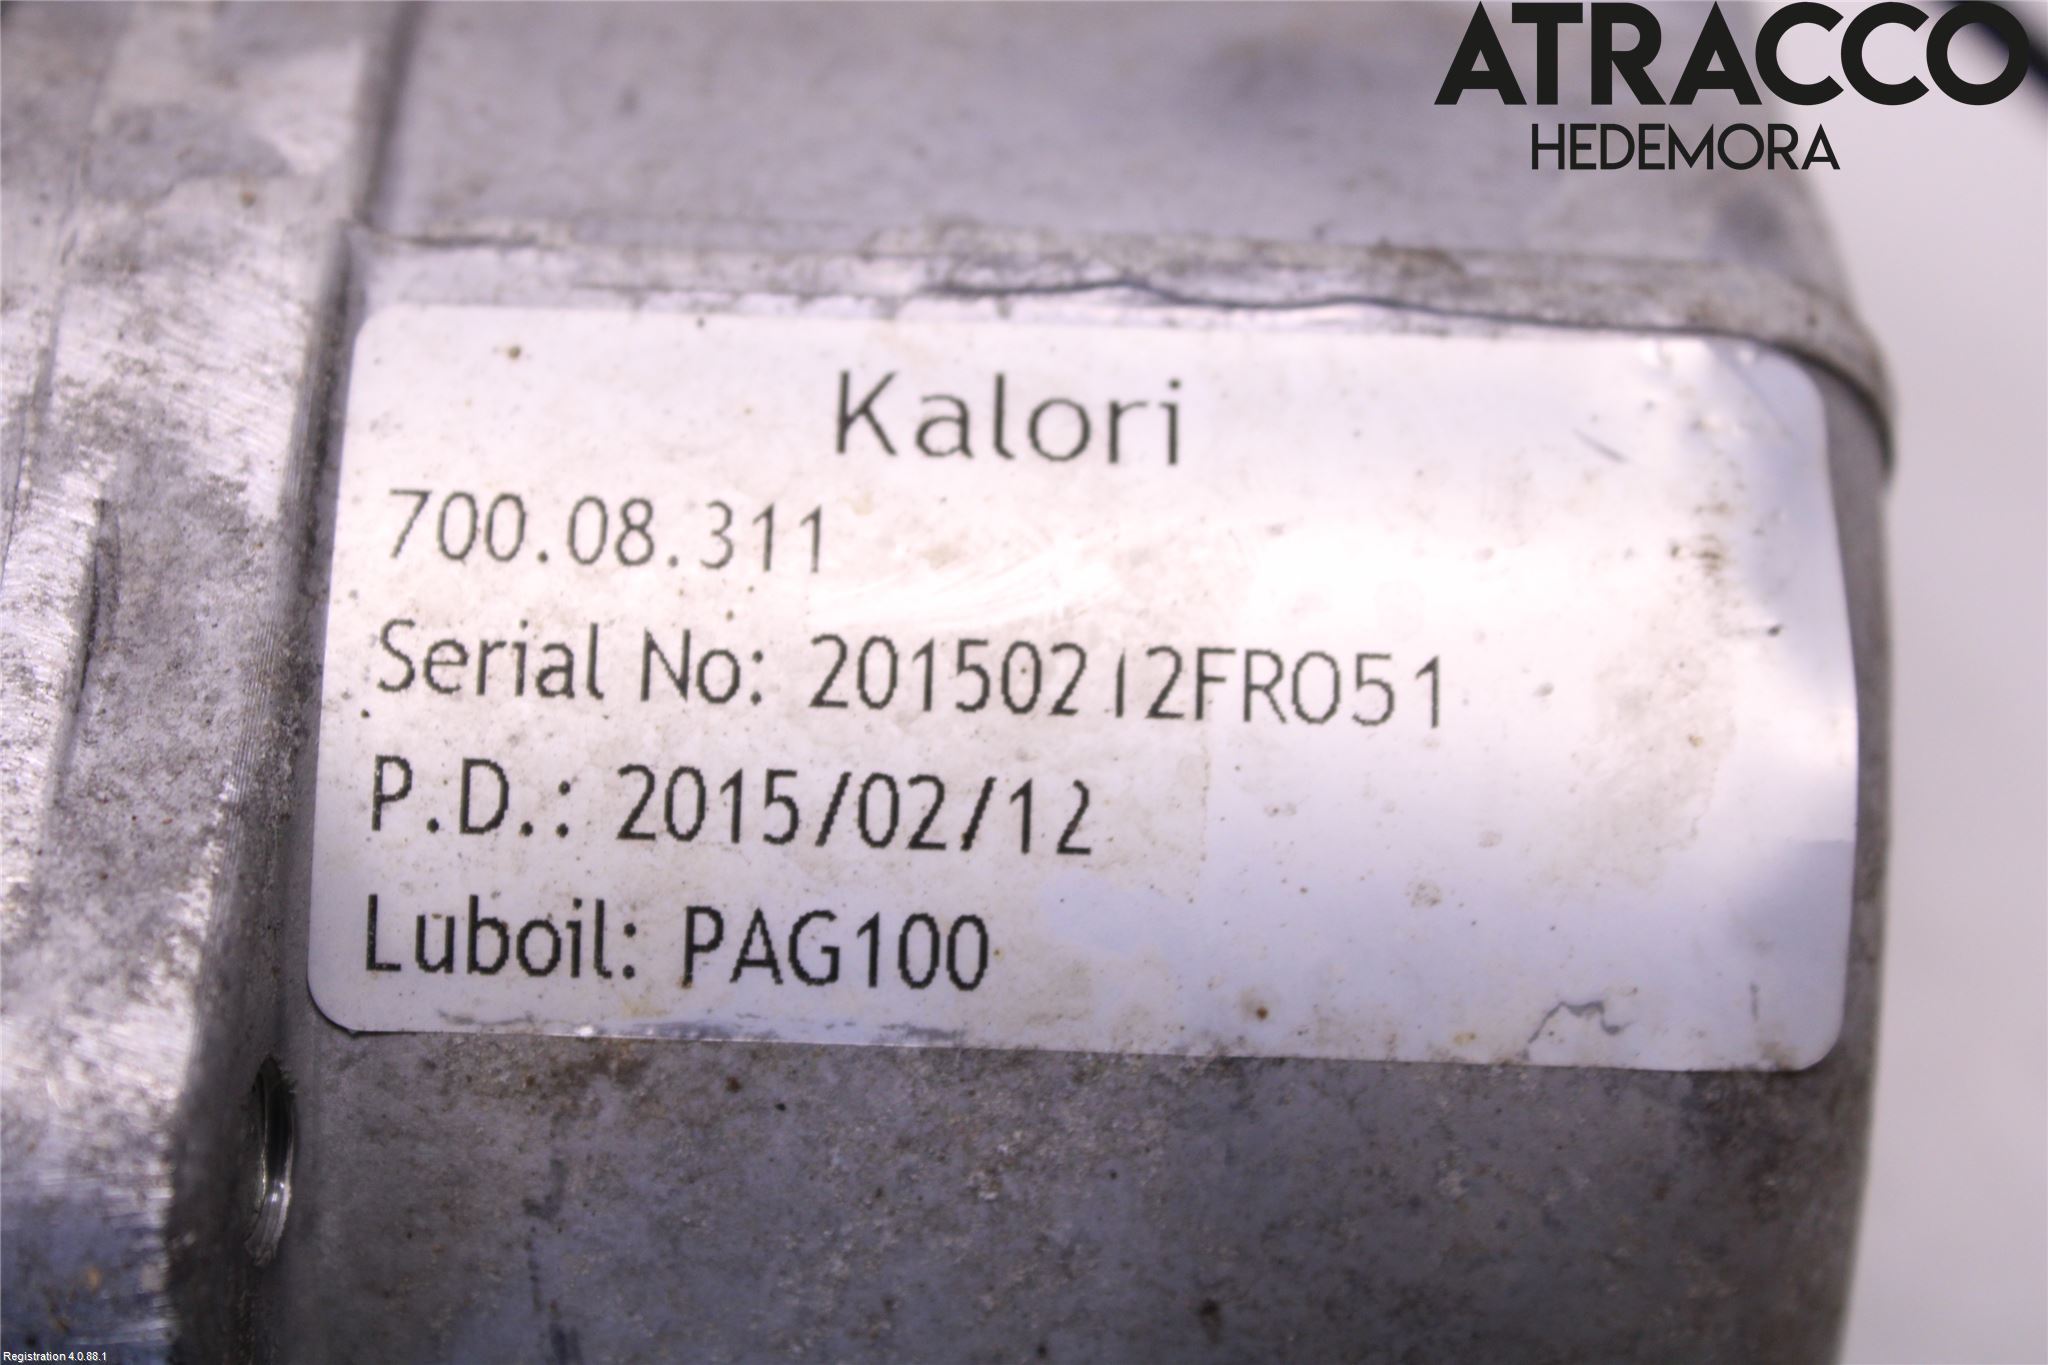 ATRACCO
HEDEMORA
Kalori
700.08.311
Serial No: 20150212FR051
P.D.: 2015/02/12
Luboil: PAG100
Registration 4.0.88.1